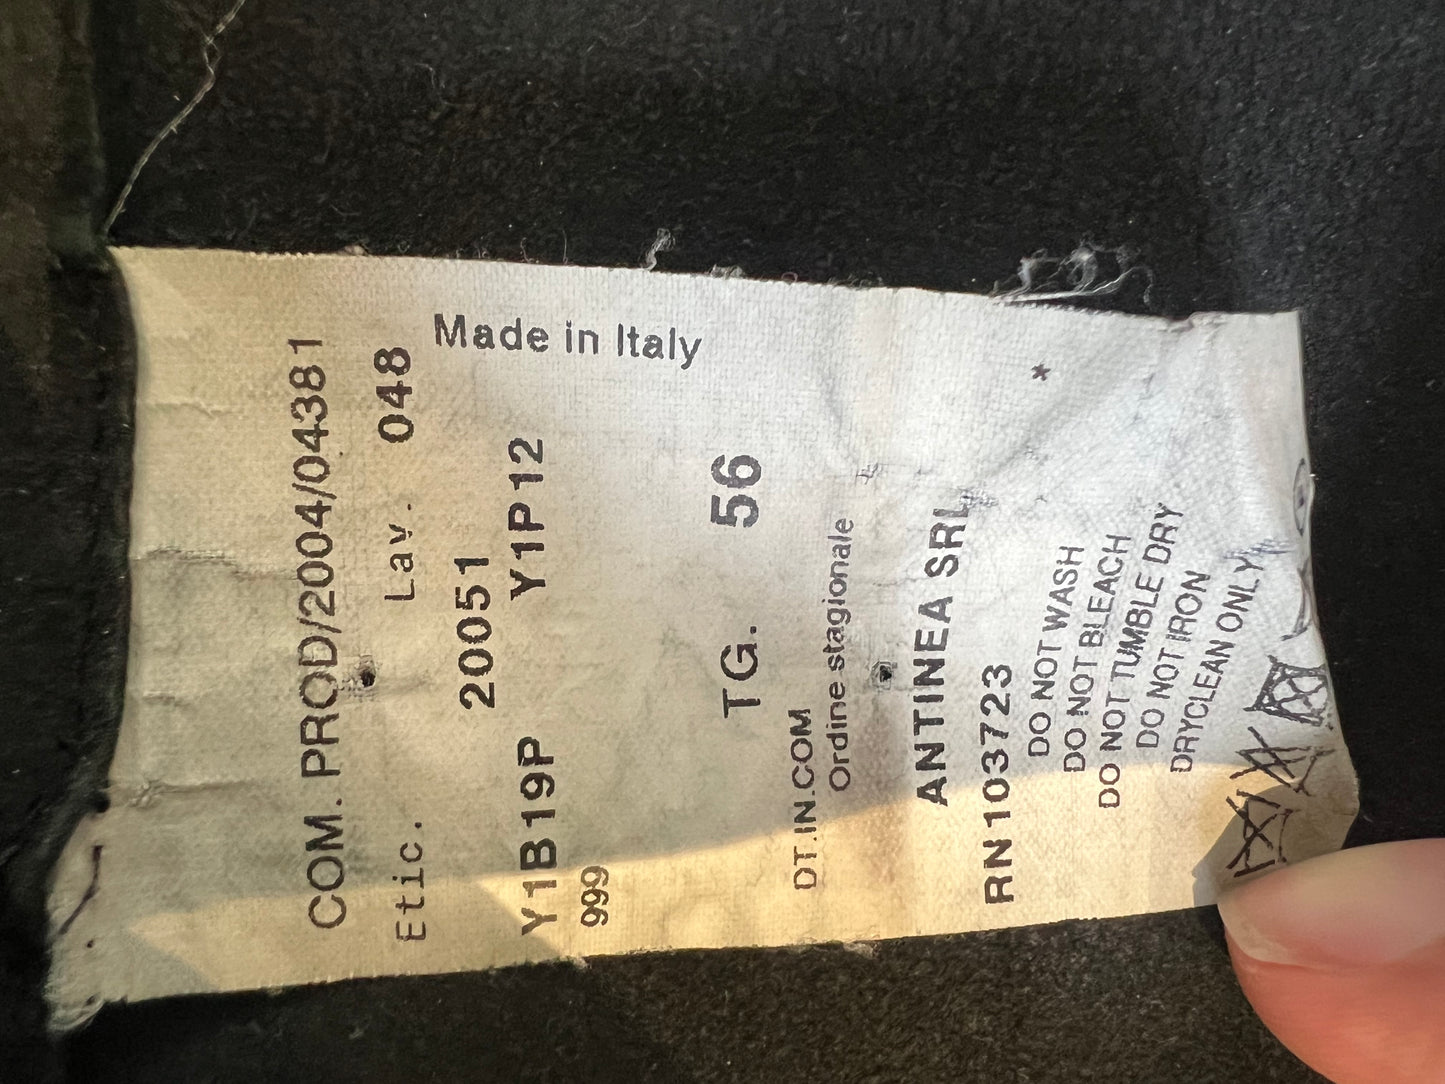 Made in Italy
COM. PROD/2004/04381
Etic. Lav. 048
20051
Y1B19P Y1P12
999
TG. 56
DT.IN.COM
Ordine stagionale
ANTINEA SRL
RN103723 *
DO NOT WASH
DO NOT BLEACH
DO NOT TUMBLE DRY
DO NOT IRON
DRYCLEAN ONLY